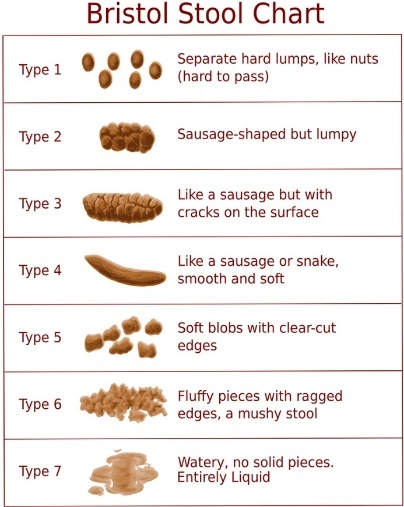 Bristol Stool Chart
Type 1
Separate hard lumps, like nuts
(hard to pass)
Type 2
Sausage-shaped but lumpy
Type 3
Like a sausage but with
cracks on the surface
Type 4
Like a sausage or snake,
smooth and soft
Type 5
Soft blobs with clear-cut
edges
Type 6
Fluffy pieces with ragged
edges, a mushy stool
Type 7
Watery, no solid pieces.
Entirely Liquid